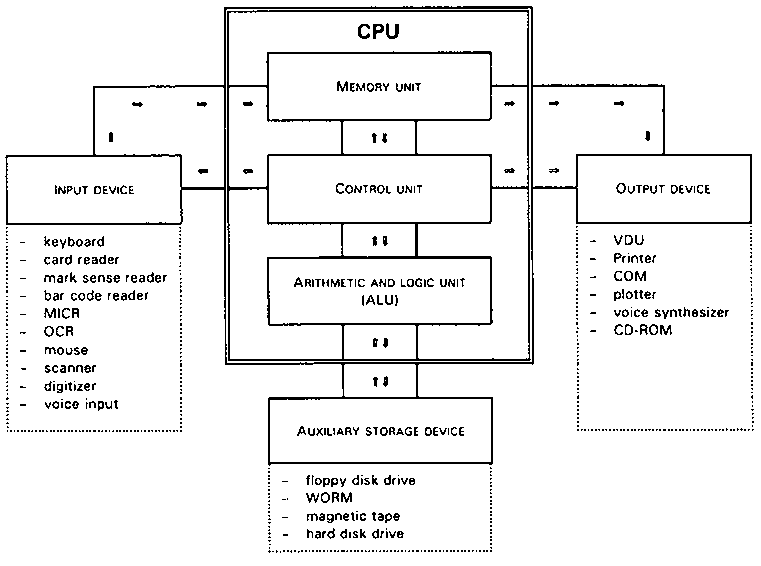 CPU
MEMORY UNIT
INPUT DEVICE
CONTROL UNIT
OUTPUT DEVICE
- keyboard
- card reader
- mark sense reader
- bar code reader
- MICR
- OCR
- mouse
- scanner
- digitizer
- voice input
ARITHMETIC AND LOGIC UNIT
(ALU)
- VDU
- Printer
- COM
- plotter
- voice synthesizer
- CD-ROM
AUXILIARY STORAGE DEVICE
- floppy disk drive
- WORM
- magnetic tape
- hard disk drive